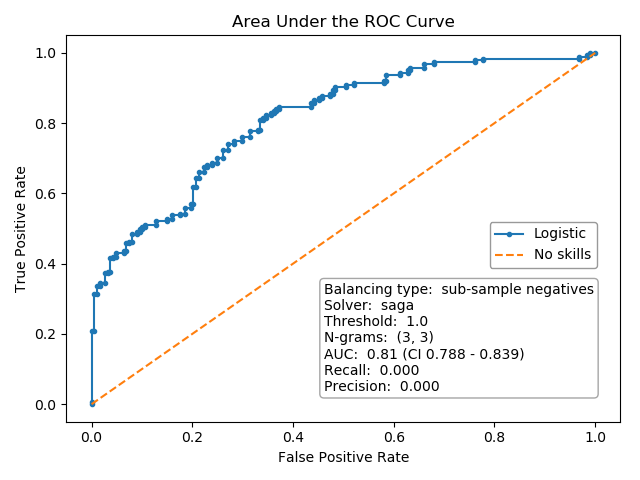 Area Under the ROC Curve
True Positive Rate
1.0
0.8
0.6
0.4
0.2
0.0
Logistic
No skills
Balancing type:  sub-sample negatives
Solver:  saga
Threshold:  1.0
N-grams:  (3, 3)
AUC:  0.81 (CI 0.788 - 0.839)
Recall:  0.000
Precision:  0.000
0.0 0.2 0.4 0.6 0.8 1.0
False Positive Rate